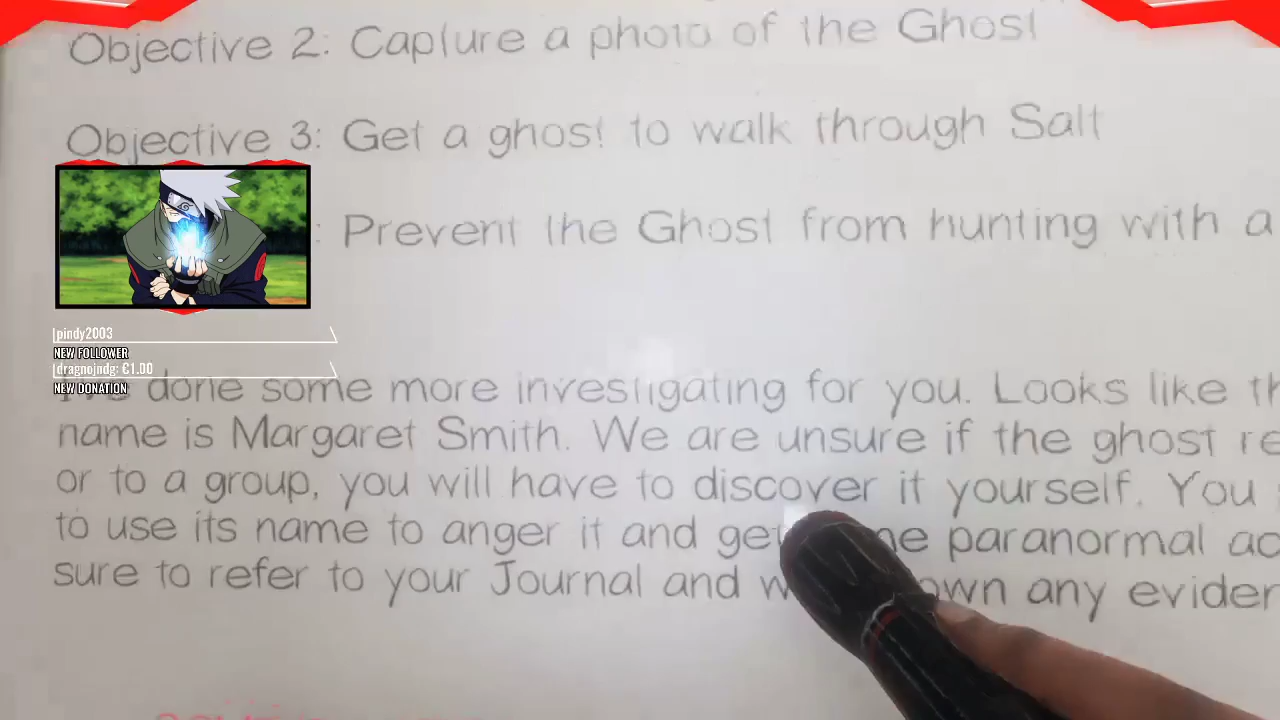 Objective 2: Capture a photo of the Ghost
Objective 3: Get a ghost to walk through Salt
: Prevent the Ghost from hunting with a
|pindy2003
NEW FOLLOWER
|dragnojndg: €1.00
NEW DONATION
done some more investigating for you. Looks like th
name is Margaret Smith. We are unsure if the ghost re
or to a group, you will have to discover it yourself. You
to use its name to anger it and get paranormal ac
sure to refer to your Journal and any eviden